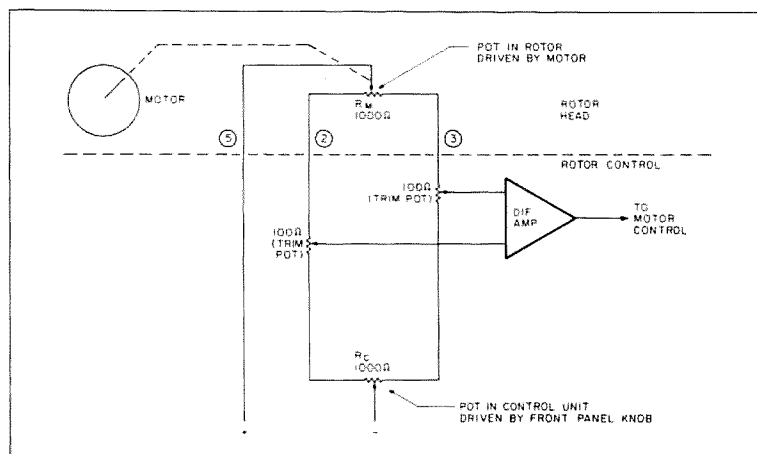 POT IN ROTOR
DRIVEN BY MOTOR
MOTOR
RM
1000Ω
ROTOR
HEAD
5
2
3
ROTOR CONTROL
100Ω
(TRIM POT)
DIF
AMP
TO
MOTOR
CONTROL
100Ω
(TRIM
POT)
RC
1000Ω
POT IN CONTROL UNIT
DRIVEN BY FRONT PANEL KNOB
+
-